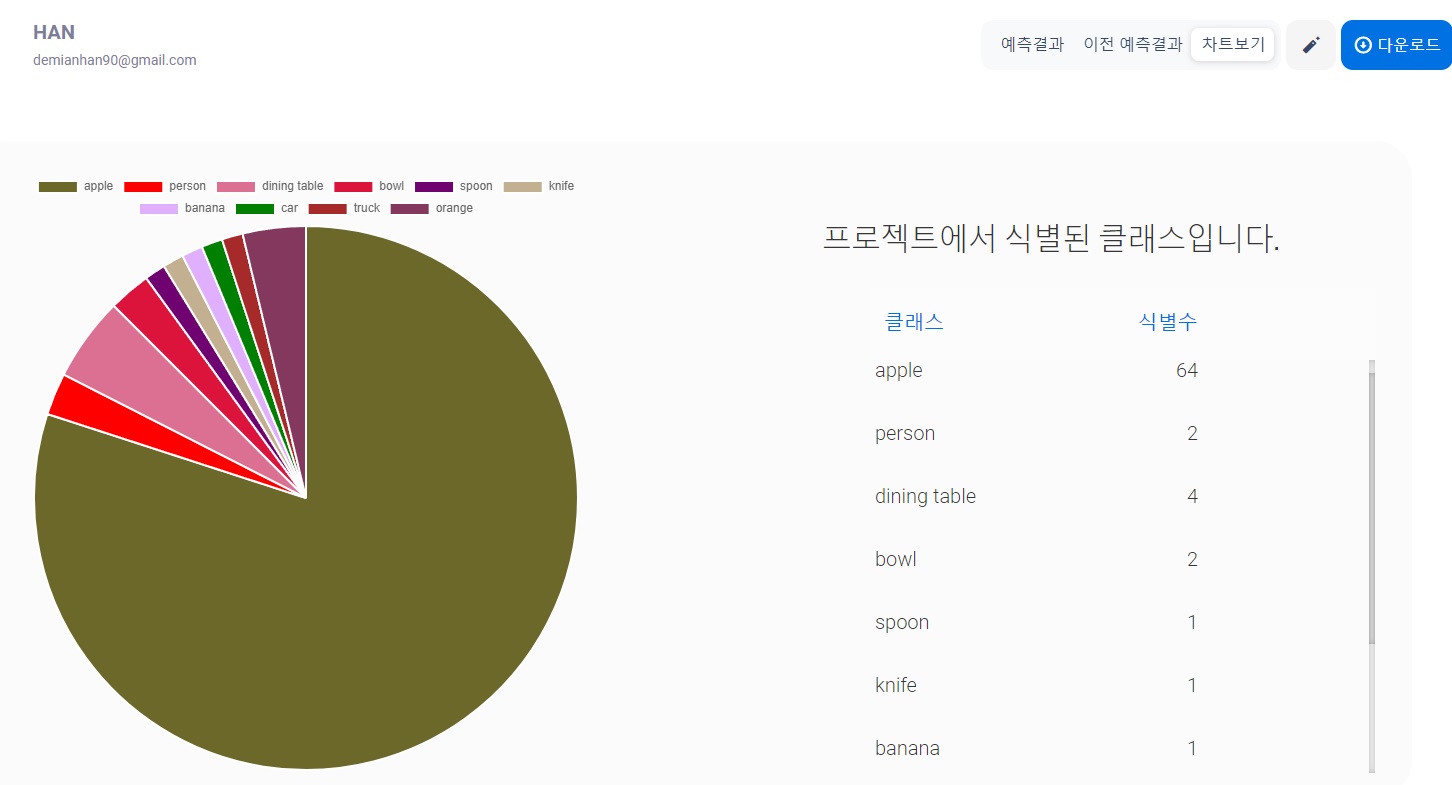 HAN
demianhan90@gmail.com
예측결과 이전 예측결과 차트보기 다운로드
apple person dining table bowl spoon knife
banana car truck orange
프로젝트에서 식별된 클래스입니다.
클래스 식별수
apple 64
person 2
dining table 4
bowl 2
spoon 1
knife 1
banana 1